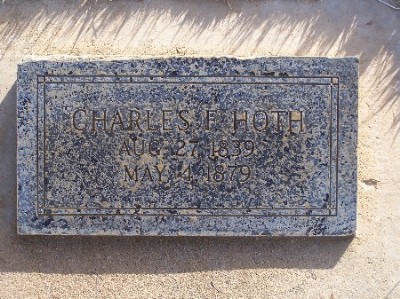 CHARLES F. HOTH
AUG. 27, 1839
MAY. 4, 1879